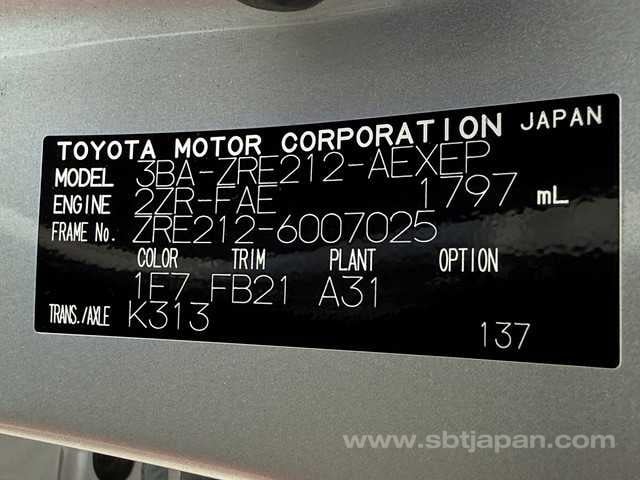 TOYOTA MOTOR CORPORATION JAPAN
MODEL 3BA-ZRE212-AEXEP
ENGINE 2ZR-FAE 1797 mL
FRAME No. ZRE212-6007025
COLOR TRIM PLANT OPTION
1E7 FB21 A31
TRANS./AXLE K313
137
www.sbtjapan.com